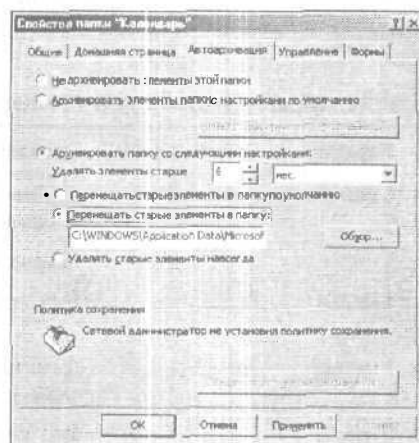 Свойства папки "Календарь"
Общие Домашняя страница Автоархивация Управление Формы
Не архивировать элементы этой папки
Архивировать элементы папки с настройками по умолчанию
Архивировать папку со следующими настройками:
Удалять элементы старше 6 мес.
Перемещать старые элементы в папку по умолчанию
Перемещать старые элементы в папку:
C:\WINDOWS\Application Data\Microsof Обзор...
Удалять старые элементы навсегда
Политика сохранения
Сетевой администратор не установил политику сохранения.
OK Отмена Применить